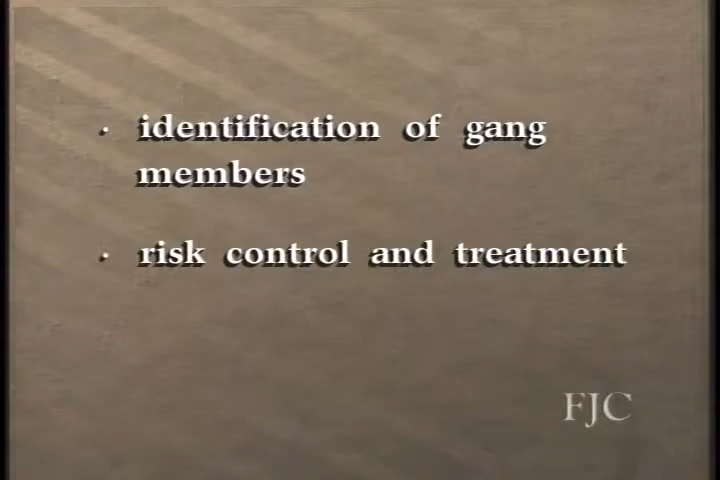 · identification of gang
members
· risk control and treatment
FJC